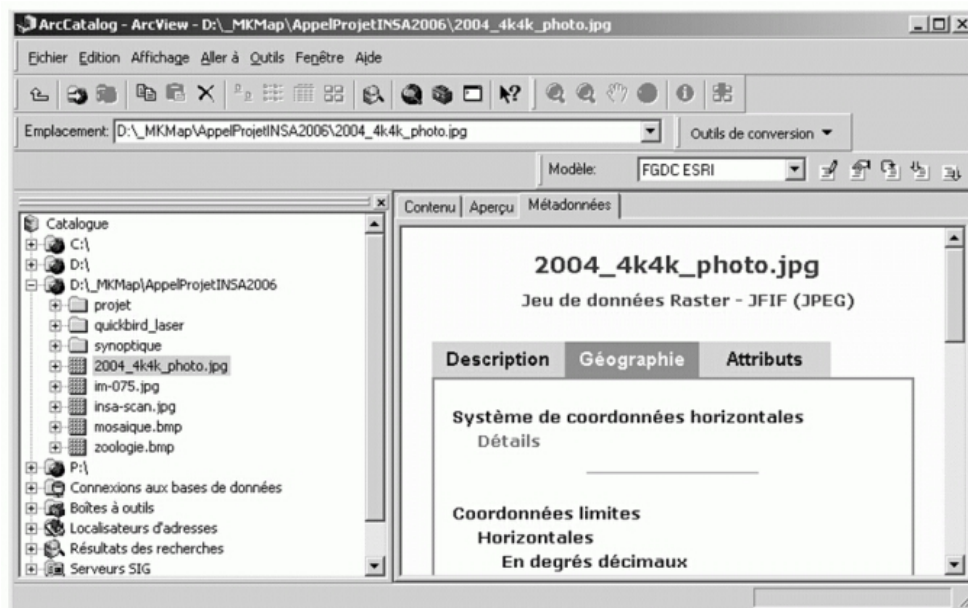 ArcCatalog - ArcView - D:\_MKMap\AppelProjetINSA2006\2004_4k4k_photo.jpg
Fichier Edition Affichage Aller à Outils Fenêtre Aide
Emplacement: D:\_MKMap\AppelProjetINSA2006\2004_4k4k_photo.jpg
Outils de conversion
Modèle: FGDC ESRI
Catalogue
C:\
D:\
D:\_MKMap\AppelProjetINSA2006
projet
quickbird_laser
synoptique
2004_4k4k_photo.jpg
im-075.jpg
insa-scan.jpg
mosaique.bmp
zoologie.bmp
P:\
Connexions aux bases de données
Boîtes à outils
Localisateurs d'adresses
Résultats des recherches
Serveurs SIG
Contenu Aperçu Métadonnées
2004_4k4k_photo.jpg
Jeu de données Raster - JFIF (JPEG)
Description Géographie Attributs
Système de coordonnées horizontales
Détails
Coordonnées limites
Horizontales
En degrés décimaux